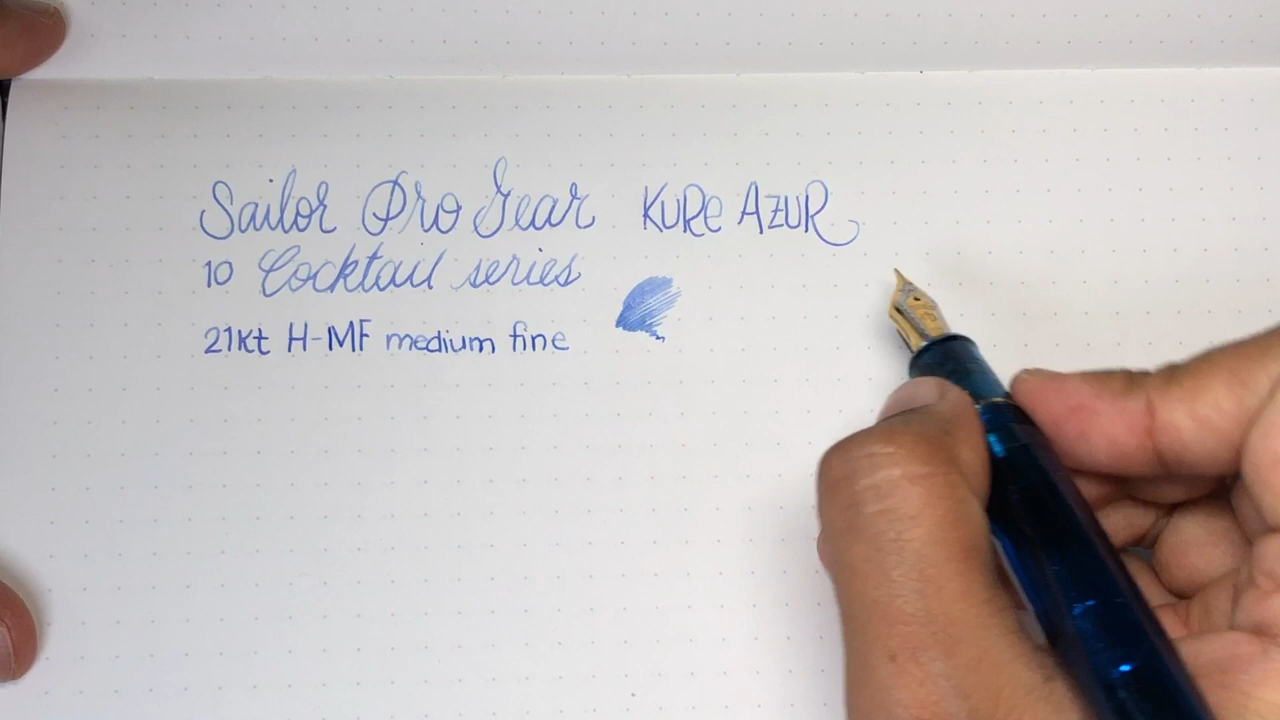 Sailor Pro Gear KURe AZUR
10 Cocktail series
21kt H-MF medium fine